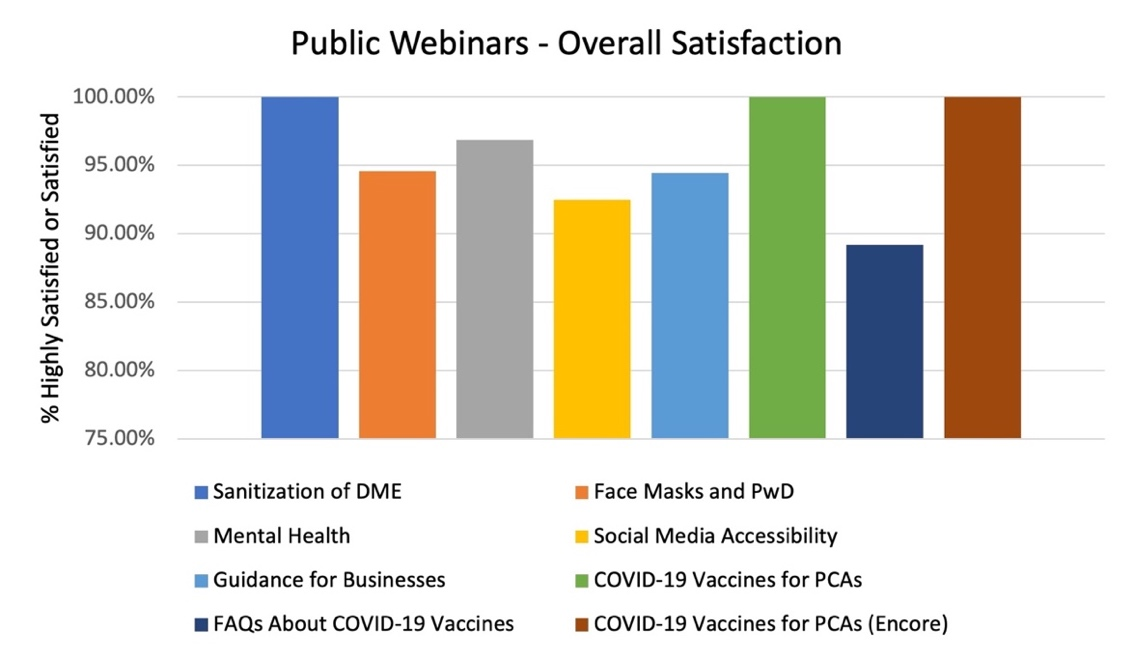 Public Webinars - Overall Satisfaction
% Highly Satisfied or Satisfied
100.00%
95.00%
90.00%
85.00%
80.00%
75.00%
Sanitization of DME
Face Masks and PwD
Mental Health
Social Media Accessibility
Guidance for Businesses
COVID-19 Vaccines for PCAs
FAQs About COVID-19 Vaccines
COVID-19 Vaccines for PCAs (Encore)